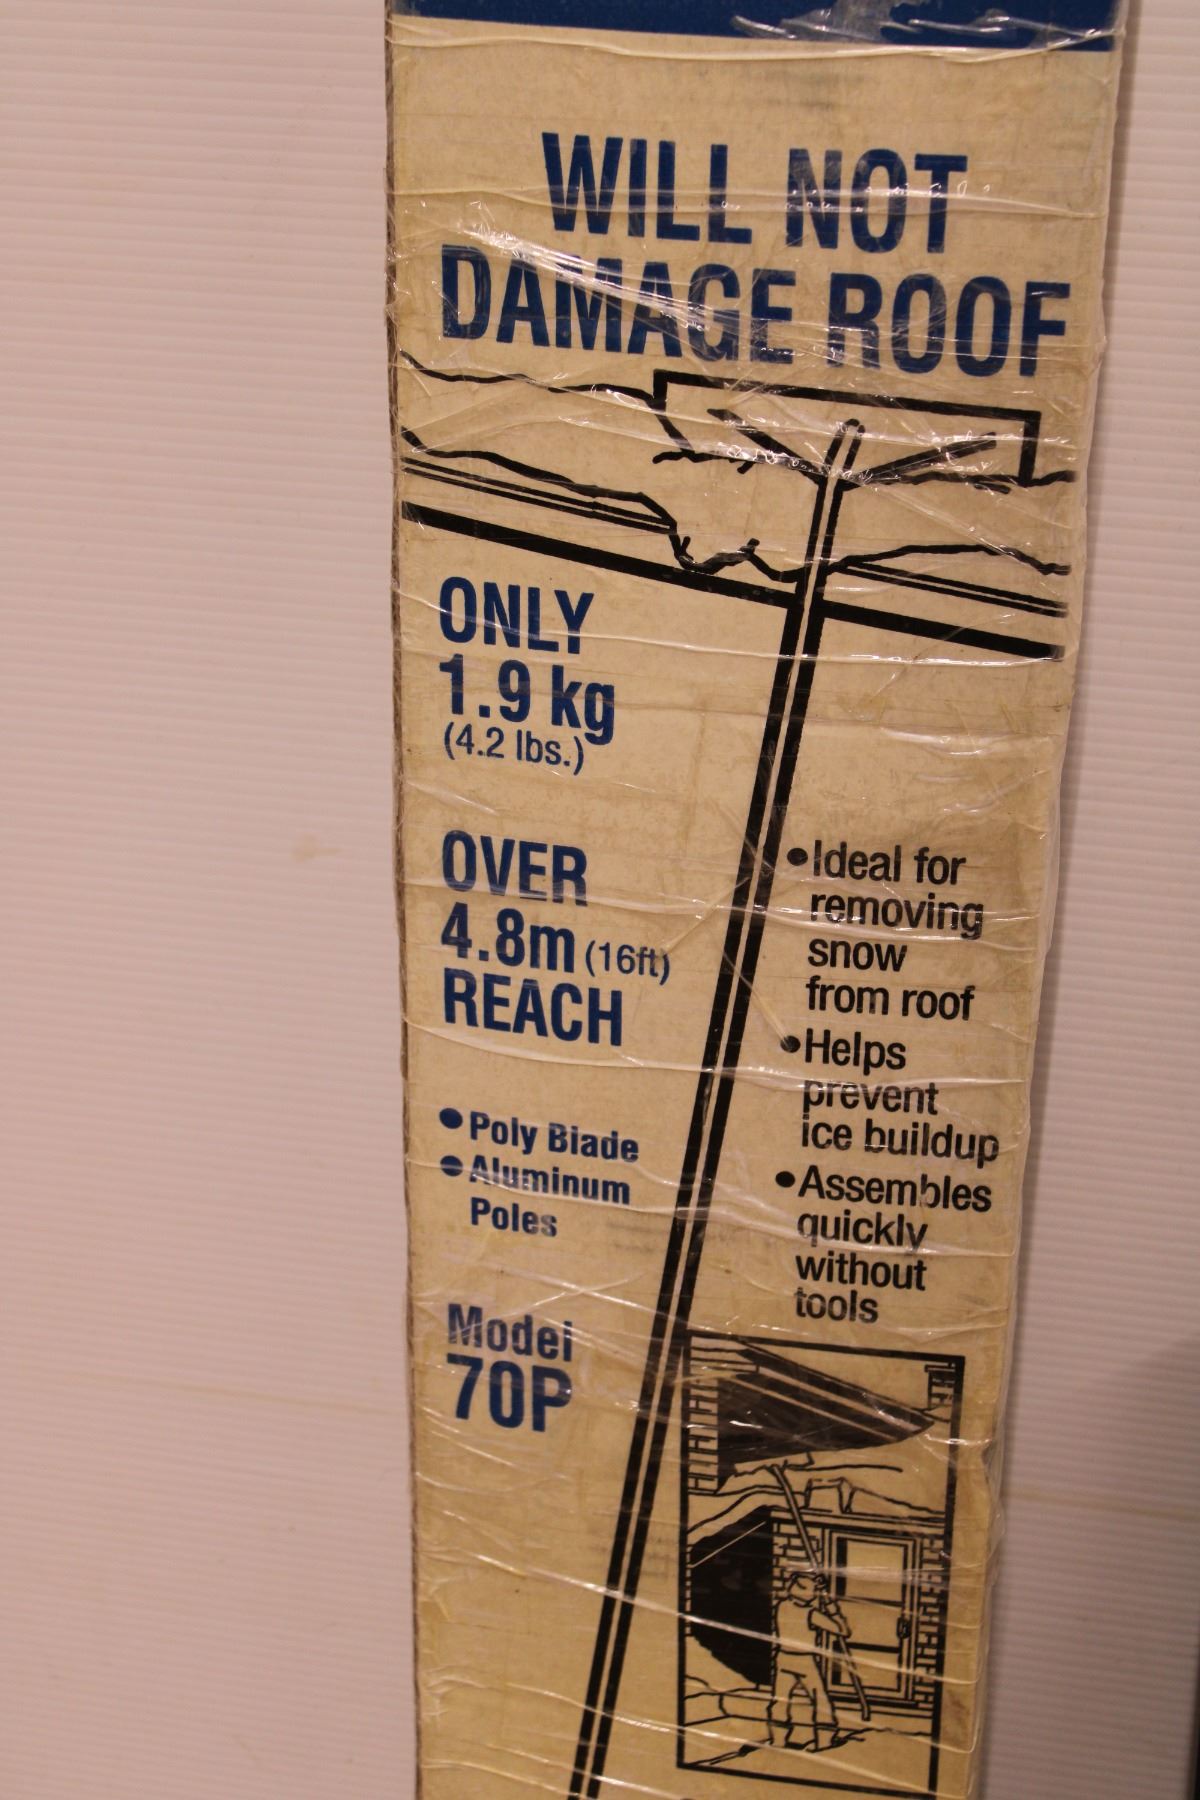 WILL NOT
DAMAGE ROOF
ONLY
1.9 kg
(4.2 lbs.)
OVER
4.8m (16ft)
REACH
• Poly Blade
• Aluminum
Poles
Model
70P
• Ideal for
removing
snow
from roof
• Helps
prevent
ice buildup
• Assembles
quickly
without
tools